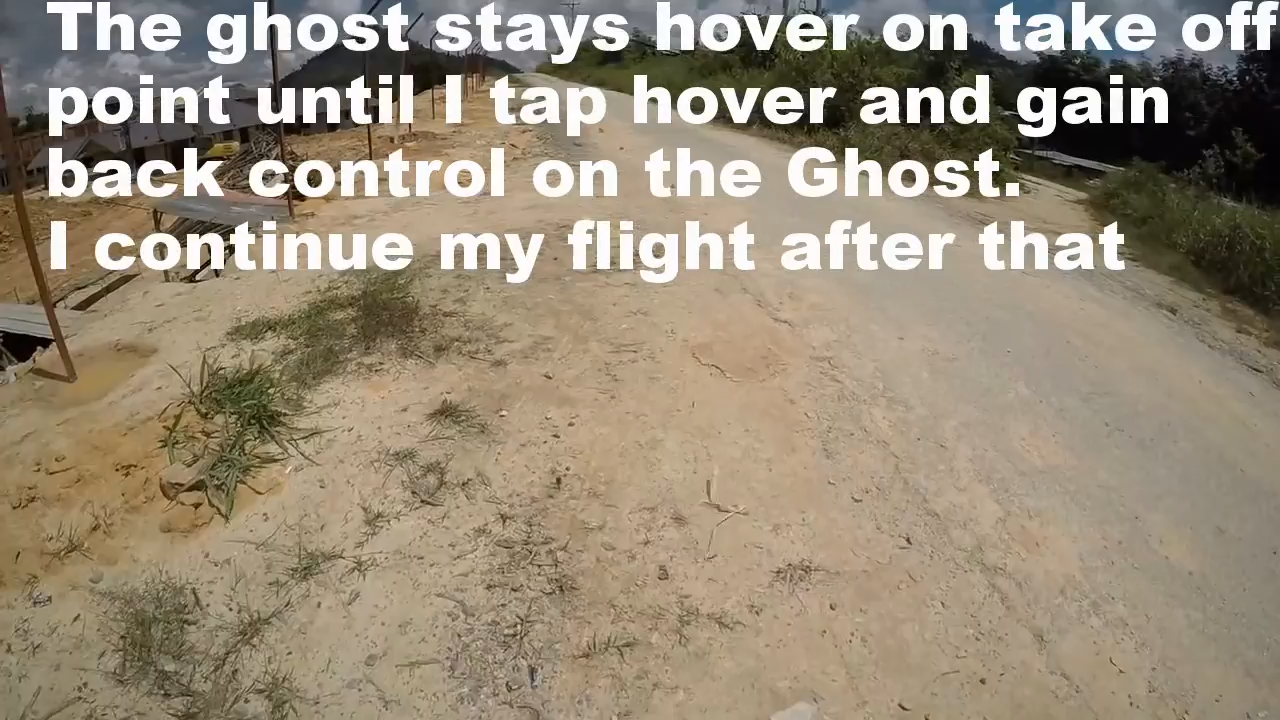 The ghost stays hover on take off
point until I tap hover and gain
back control on the Ghost.
I continue my flight after that